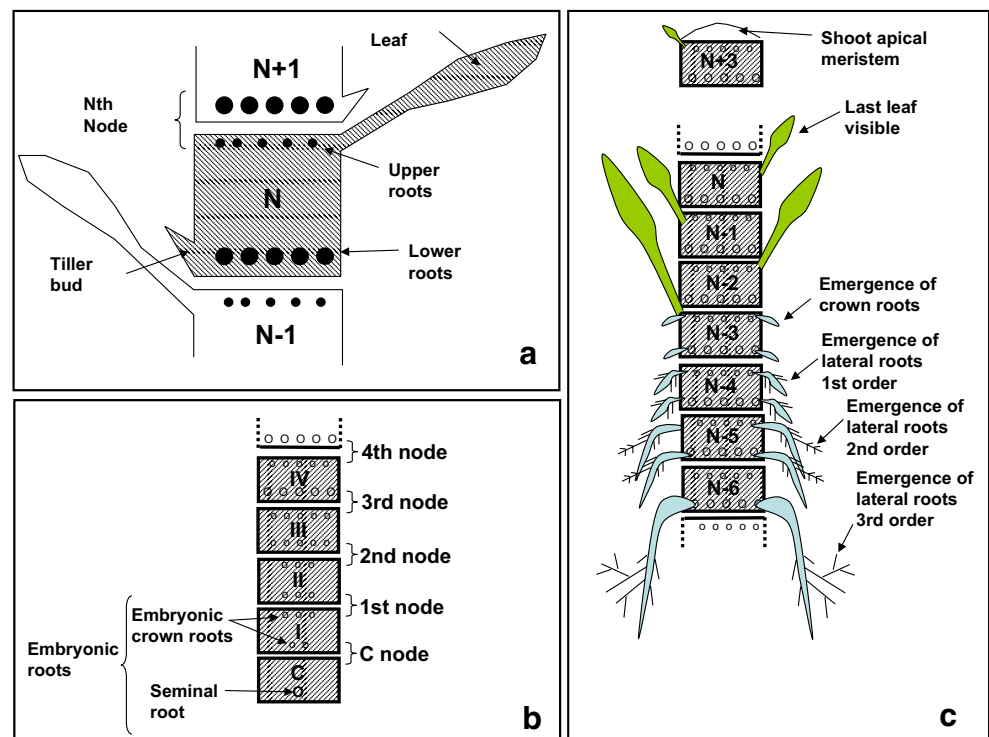 N+1
Leaf
Nth
Node
Upper
roots
N
Tiller
bud
Lower
roots
N-1
a
4th node
IV
3rd node
III
2nd node
II
1st node
Embryonic
crown roots
I
Embryonic
roots
C node
C
Seminal
root
b
Shoot apical
meristem
N+3
Last leaf
visible
N
N-1
N-2
Emergence of
crown roots
N-3
Emergence of
lateral roots
1st order
N-4
Emergence of
lateral roots
2nd order
N-5
Emergence of
lateral roots
3rd order
N-6
c